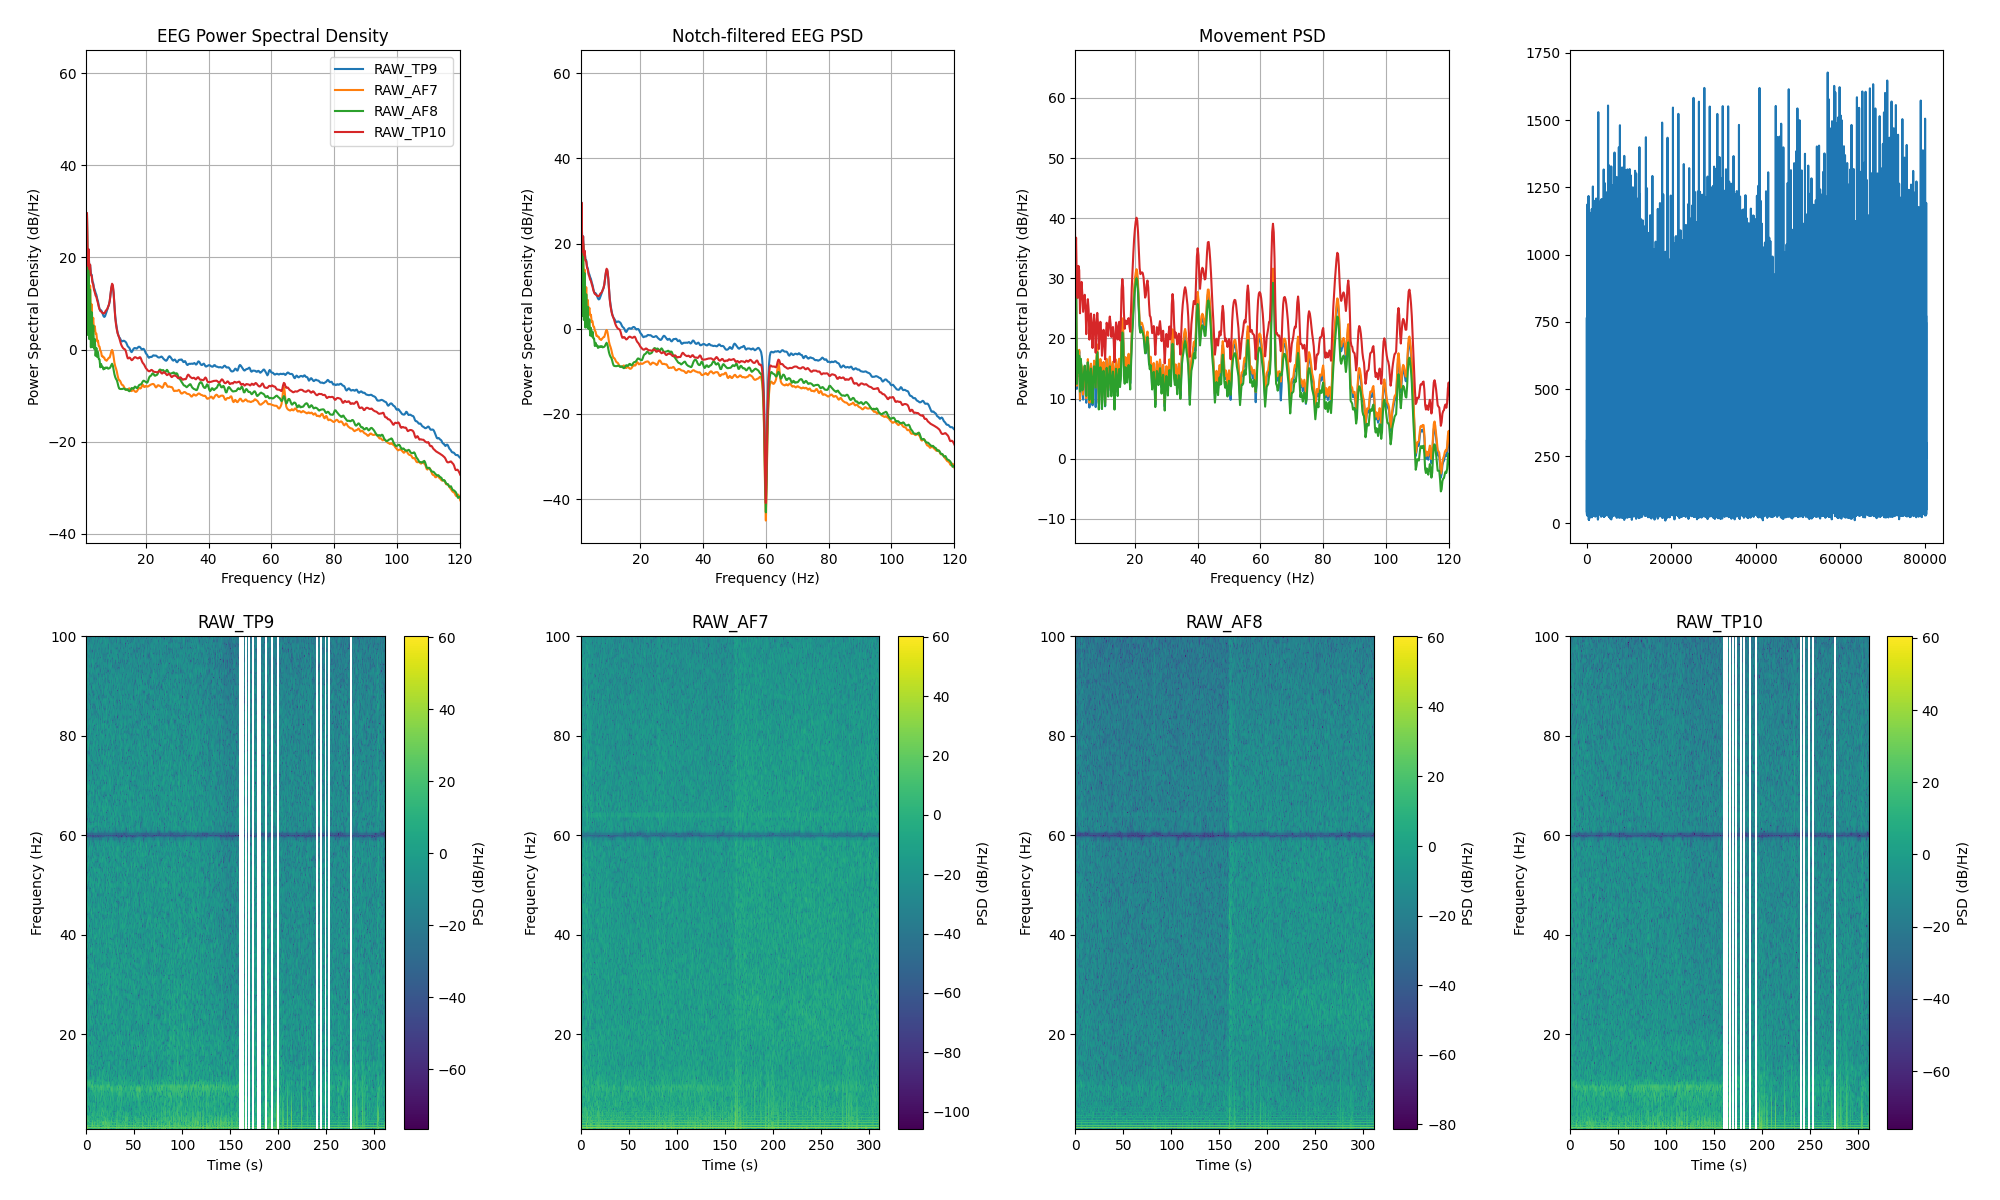 EEG Power Spectral Density
Power Spectral Density (dB/Hz)
60
40
20
0
−20
−40
RAW_TP9
RAW_AF7
RAW_AF8
RAW_TP10
20 40 60 80 100 120
Frequency (Hz)
Notch-filtered EEG PSD
Power Spectral Density (dB/Hz)
60
40
20
0
−20
−40
20 40 60 80 100 120
Frequency (Hz)
Movement PSD
Power Spectral Density (dB/Hz)
60
50
40
30
20
10
0
−10
20 40 60 80 100 120
Frequency (Hz)
1750
1500
1250
1000
750
500
250
0
0 20000 40000 60000 80000
RAW_TP9
Frequency (Hz)
100
80
60
40
20
0 50 100 150 200 250 300
Time (s)
60
40
20
0
−20
−40
−60
PSD (dB/Hz)
RAW_AF7
Frequency (Hz)
100
80
60
40
20
0 50 100 150 200 250 300
Time (s)
60
40
20
0
−20
−40
−60
−80
−100
PSD (dB/Hz)
RAW_AF8
Frequency (Hz)
100
80
60
40
20
0 50 100 150 200 250 300
Time (s)
60
40
20
0
−20
−40
−60
−80
PSD (dB/Hz)
RAW_TP10
Frequency (Hz)
100
80
60
40
20
0 50 100 150 200 250 300
Time (s)
60
40
20
0
−20
−40
−60
PSD (dB/Hz)